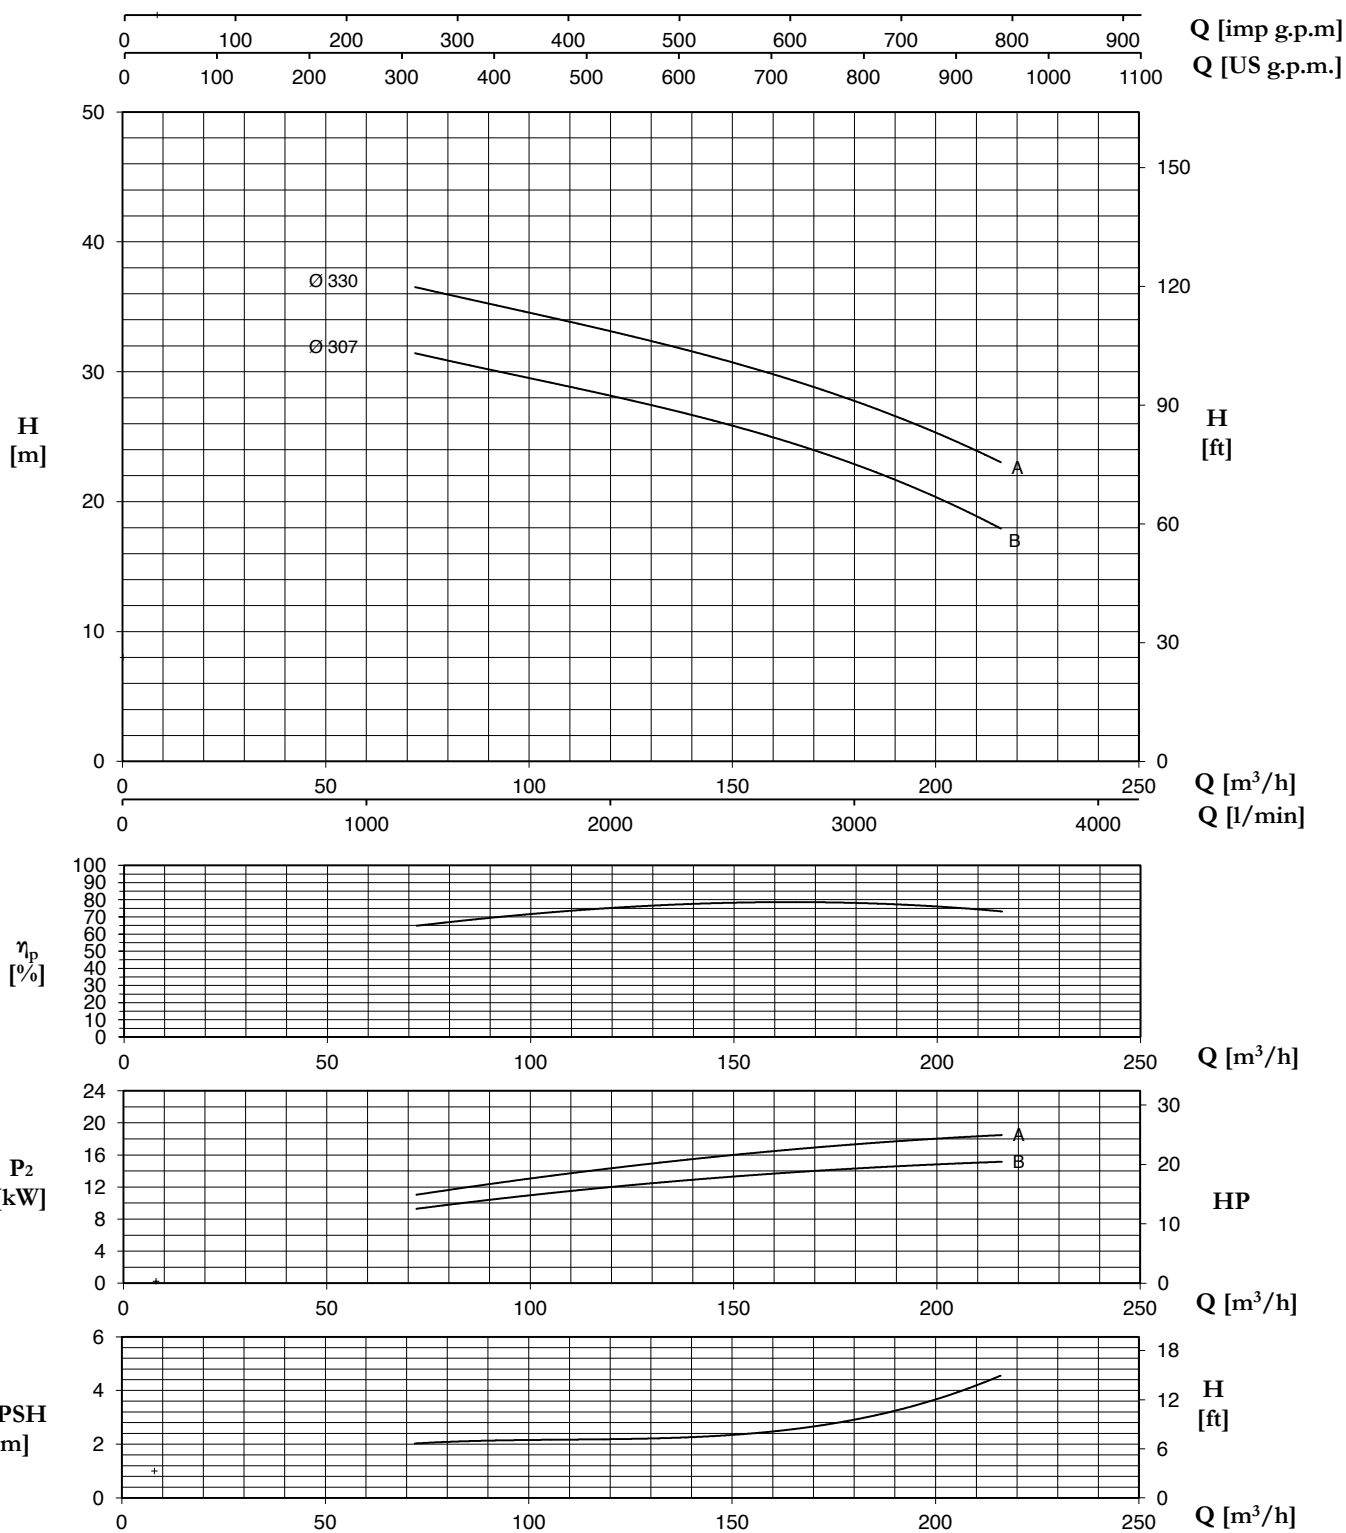 0 100 200 300 400 500 600 700 800 900 Q [imp g.p.m]
0 100 200 300 400 500 600 700 800 900 1000 1100 Q [US g.p.m.]
50
150
40
Ø 330
120
Ø 307
30
90
H
[m]
H
[ft]
A
20
60
B
10
30
0
0
0 50 100 150 200 250 Q [m³/h]
0 1000 2000 3000 4000 Q [l/min]
100
90
80
70
60
50
40
30
20
10
0
ηp
[%]
0 50 100 150 200 250 Q [m³/h]
24
30
20
A
16
20
B
P2
kW]
12
HP
8
10
4
0
0
0 50 100 150 200 250 Q [m³/h]
6
18
4
12
H
[ft]
PSH
m]
2
6
0
0
0 50 100 150 200 250 Q [m³/h]